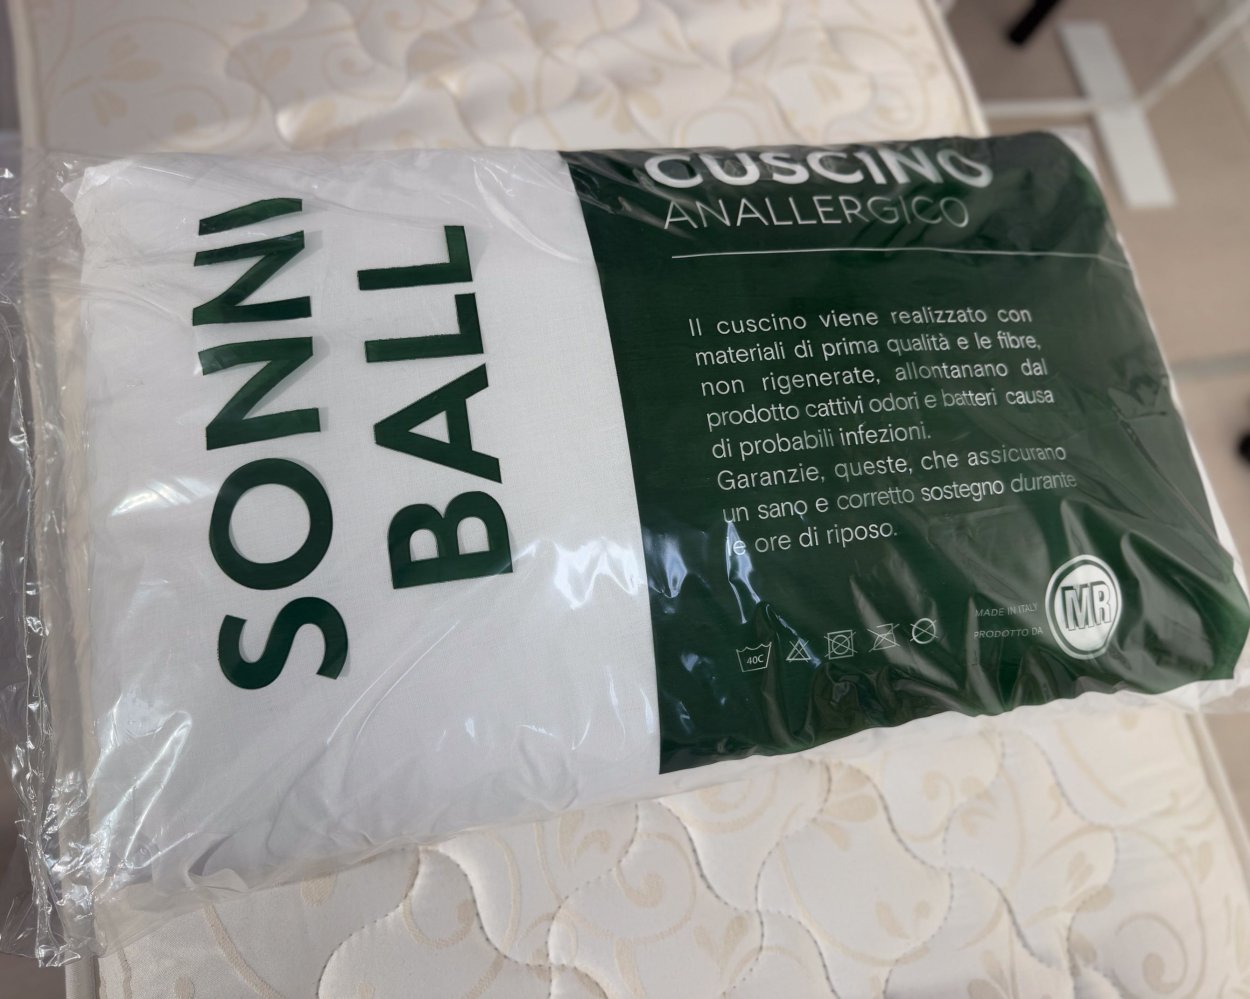 SONNI
BALL
CUSCINO
ANALLERGICO
Il cuscino viene realizzato con
materiali di prima qualità e le fibre,
non rigenerate, allontanano dal
prodotto cattivi odori e batteri causa
di probabili infezioni.
Garanzie, queste, che assicurano
un sano e corretto sostegno durante
le ore di riposo.
40C
MADE IN ITALY
PRODOTTO DA
MR